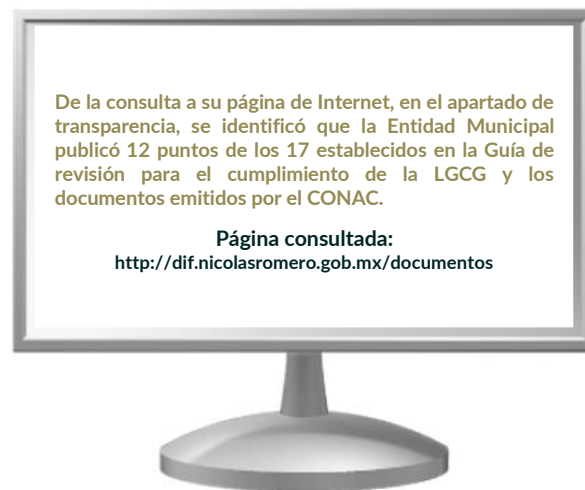 De la consulta a su página de Internet, en el apartado de
transparencia, se identificó que la Entidad Municipal
publicó 12 puntos de los 17 establecidos en la Guía de
revisión para el cumplimiento de la LGCG y los
documentos emitidos por el CONAC.
Página consultada:
http://dif.nicolasromero.gob.mx/documentos